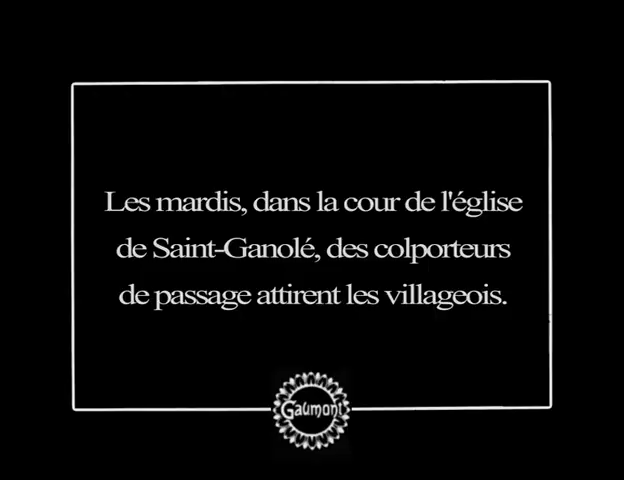 Les mardis, dans la cour de l'église
de Saint-Ganolé, des colporteurs
de passage attirent les villageois.
Gaumont